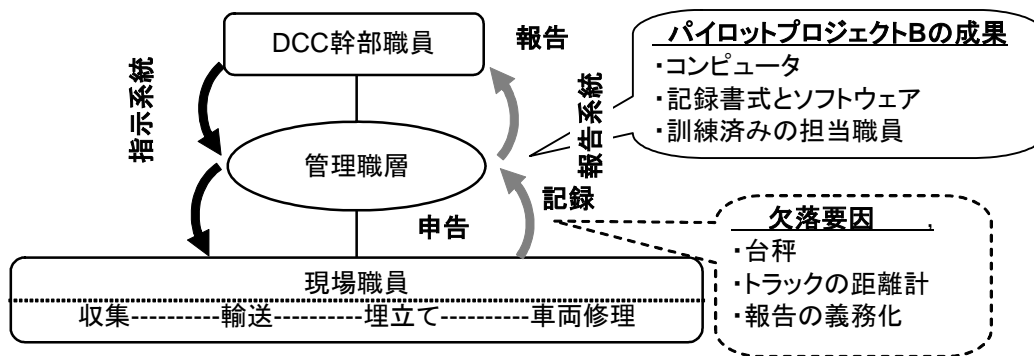 DCC幹部職員
報告
パイロットプロジェクトBの成果
・コンピュータ
・記録書式とソフトウェア
・訓練済みの担当職員
指示系統
報告系統
管理職層
記録
申告
欠落要因
・台秤
・トラックの距離計
・報告の義務化
現場職員
収集----------輸送----------埋立て----------車両修理